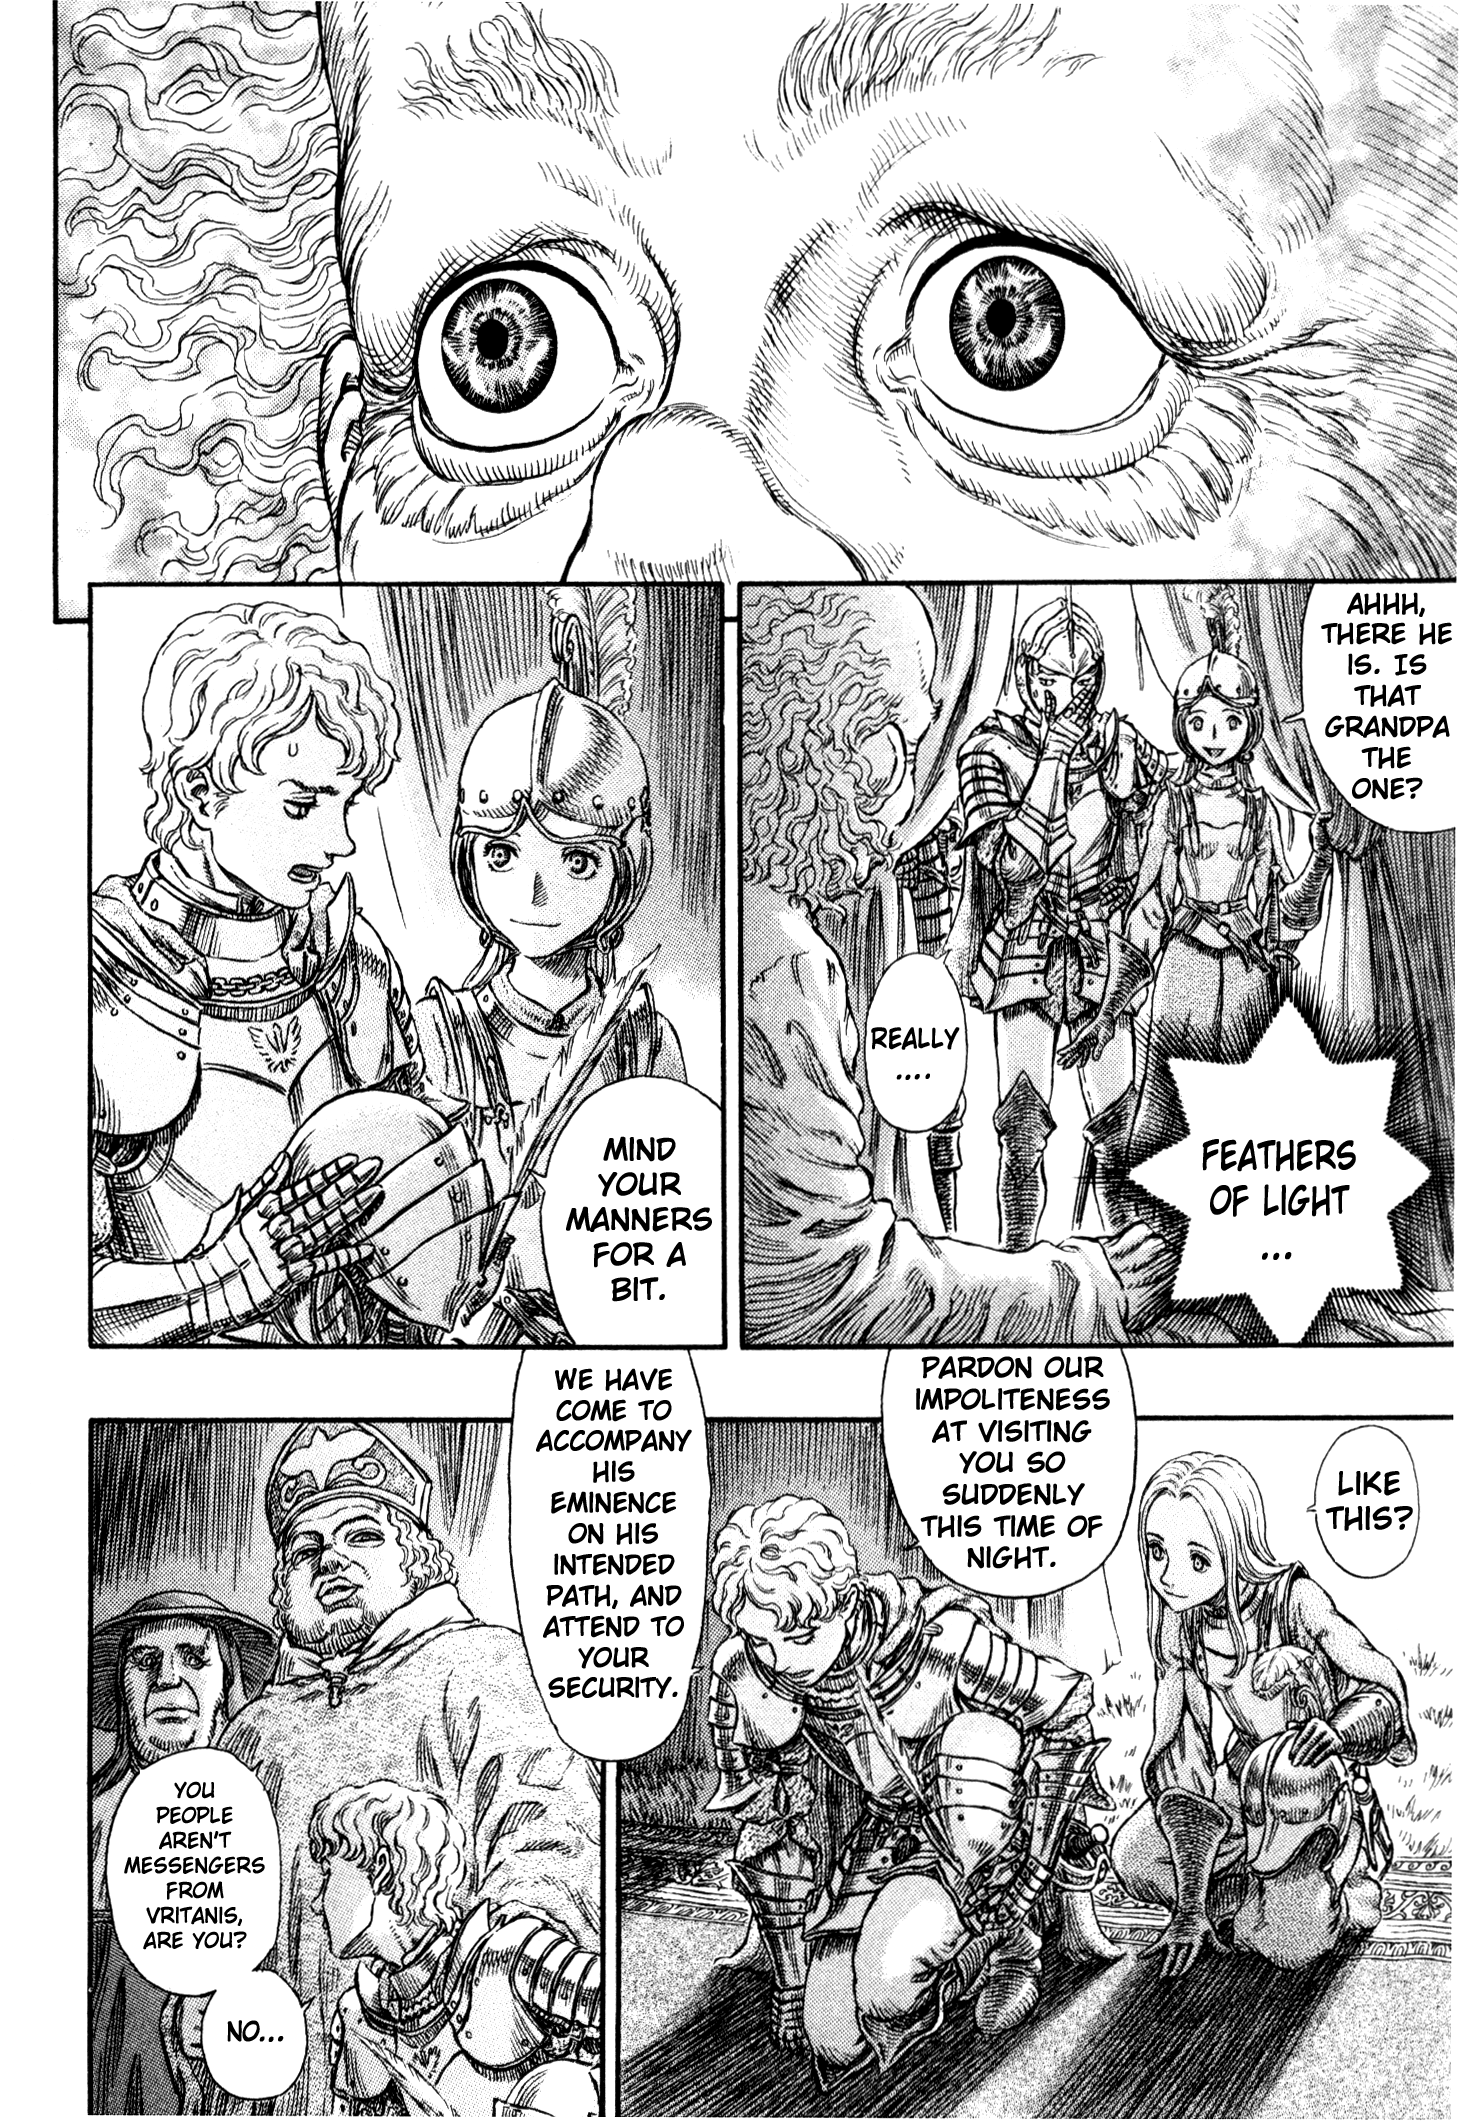 AHHH,
THERE HE
IS. IS
THAT
GRANDPA
THE
ONE?
REALLY
....
FEATHERS
OF LIGHT
...
MIND
YOUR
MANNERS
FOR A
BIT.
LIKE
THIS?
PARDON OUR
IMPOLITENESS
AT VISITING
YOU SO
SUDDENLY
THIS TIME OF
NIGHT.
WE HAVE
COME TO
ACCOMPANY
HIS
EMINENCE
ON HIS
INTENDED
PATH, AND
ATTEND TO
YOUR
SECURITY.
YOU
PEOPLE
AREN'T
MESSENGERS
FROM
VRITANIS,
ARE YOU?
NO...